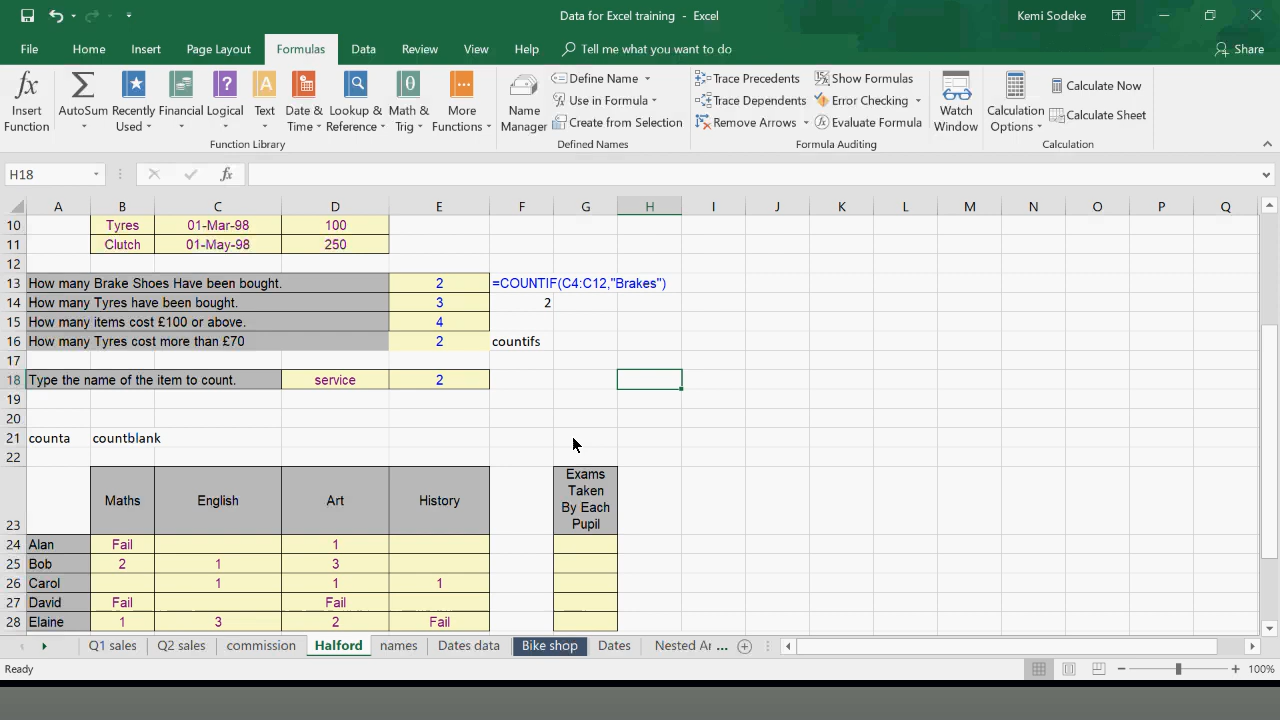 Data for Excel training - Excel
Kemi Sodeke
File Home Insert Page Layout Formulas Data Review View Help Tell me what you want to do Share
Insert Function
AutoSum
Recently Used
Financial
Logical
Text
Date & Time
Lookup & Reference
Math & Trig
More Functions
Function Library
Name Manager
Define Name
Use in Formula
Create from Selection
Defined Names
Trace Precedents
Trace Dependents
Remove Arrows
Show Formulas
Error Checking
Evaluate Formula
Formula Auditing
Watch Window
Calculation Options
Calculate Now
Calculate Sheet
Calculation
H18 fx
A B C D E F G H I J K L M N O P Q
10 Tyres 01-Mar-98 100
11 Clutch 01-May-98 250
12
13 How many Brake Shoes Have been bought. 2 =COUNTIF(C4:C12,"Brakes")
14 How many Tyres have been bought. 3 2
15 How many items cost £100 or above. 4
16 How many Tyres cost more than £70 2 countifs
17
18 Type the name of the item to count. service 2
19
20
21 counta countblank
22
23 Maths English Art History Exams Taken By Each Pupil
24 Alan Fail 1
25 Bob 2 1 3
26 Carol 1 1 1
27 David Fail Fail
28 Elaine 1 3 2 Fail
Q1 sales Q2 sales commission Halford names Dates data Bike shop Dates Nested Ar ...
Ready 100%